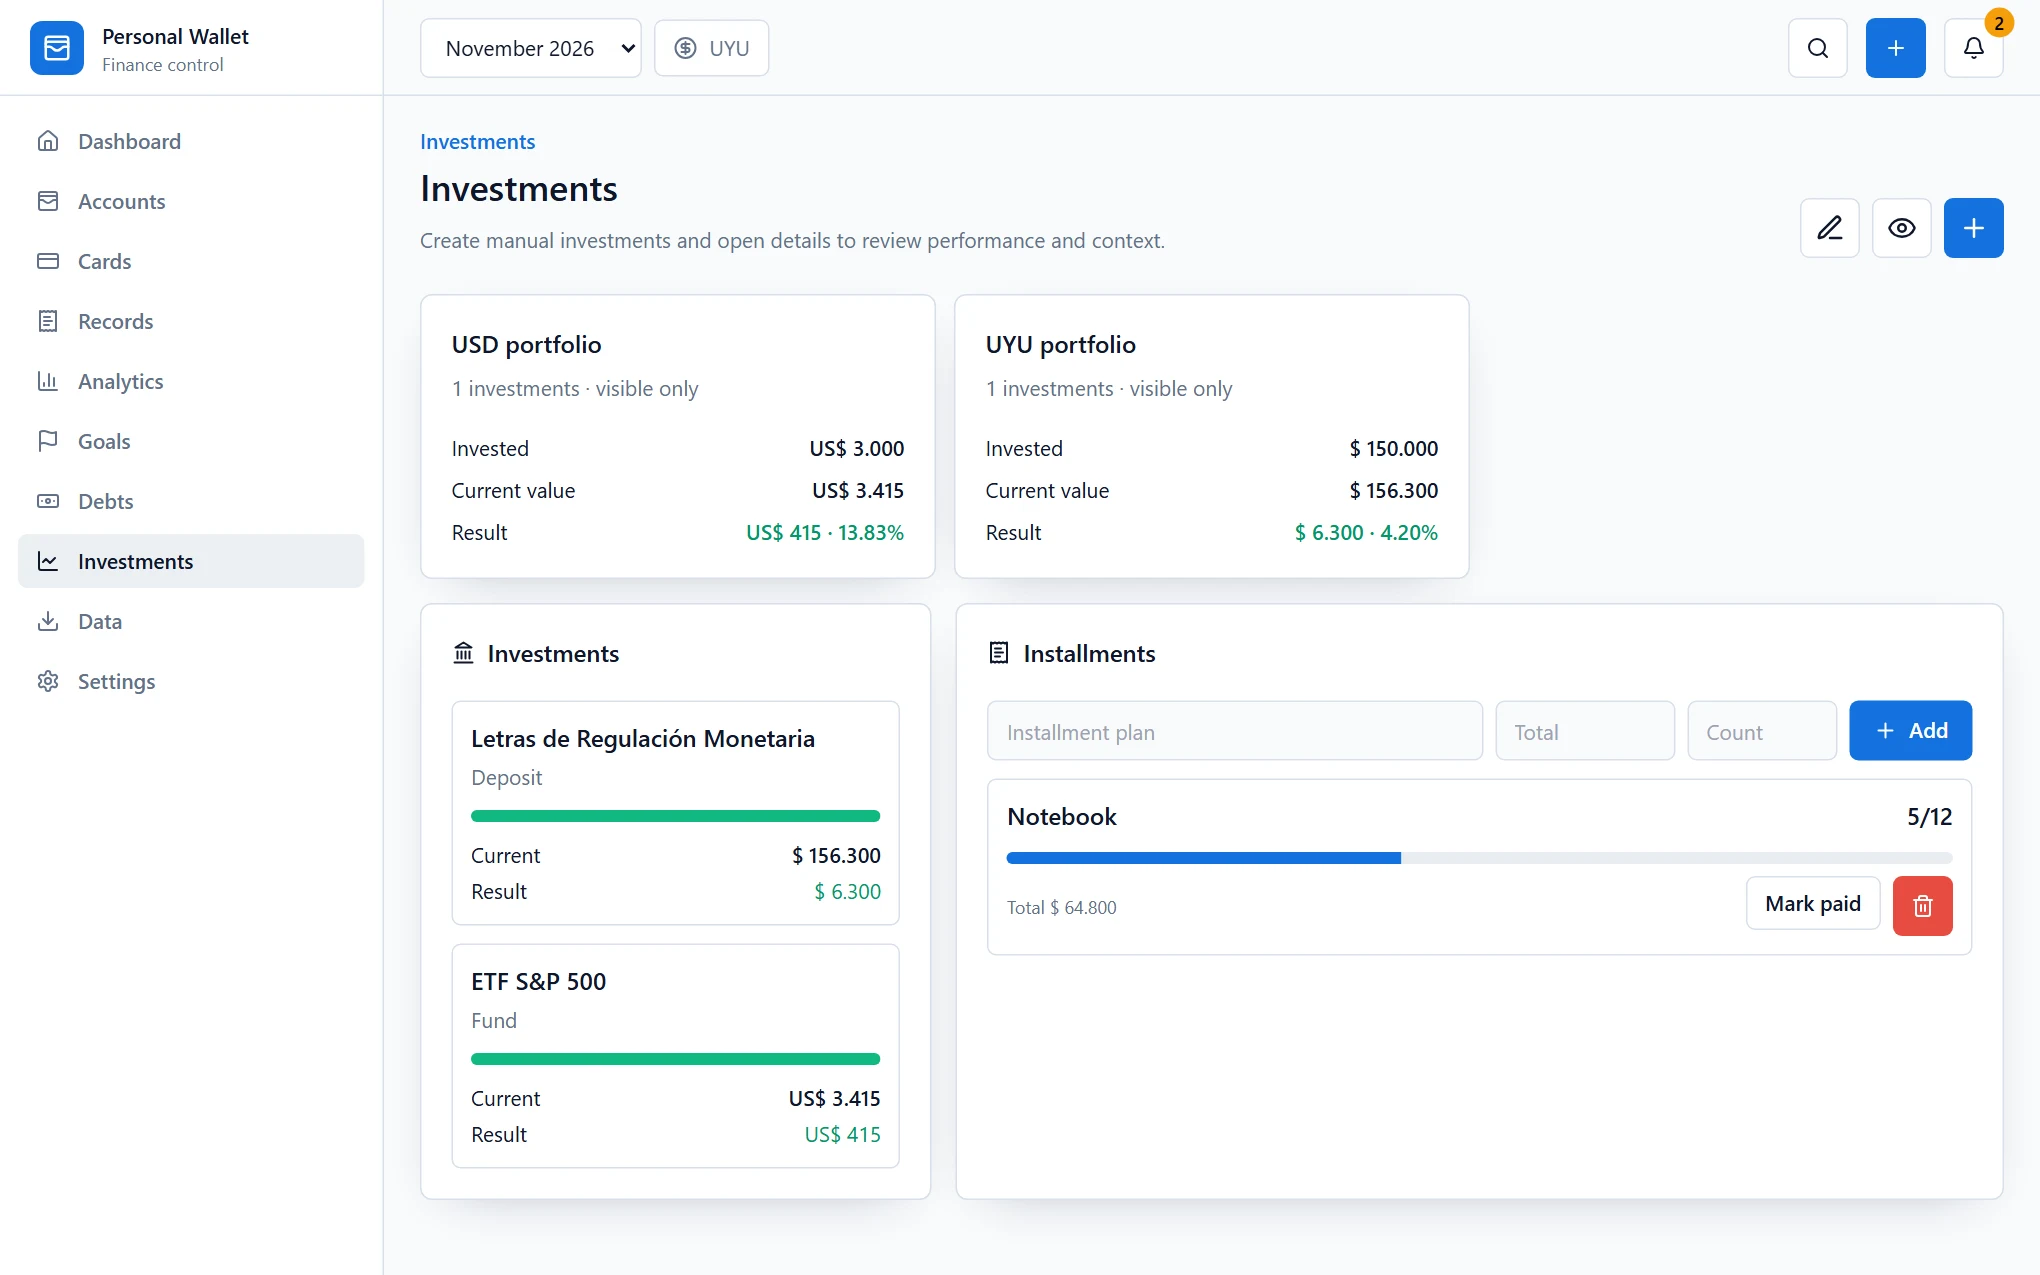 Personal Wallet
Finance control
November 2026
UYU
2
Dashboard
Accounts
Cards
Records
Analytics
Goals
Debts
Investments
Data
Settings
Investments
Investments
Create manual investments and open details to review performance and context.
USD portfolio
1 investments · visible only
Invested US$ 3.000
Current value US$ 3.415
Result US$ 415 · 13.83%
UYU portfolio
1 investments · visible only
Invested $ 150.000
Current value $ 156.300
Result $ 6.300 · 4.20%
Investments
Letras de Regulación Monetaria
Deposit
Current $ 156.300
Result $ 6.300
ETF S&P 500
Fund
Current US$ 3.415
Result US$ 415
Installments
Installment plan Total Count Add
Notebook 5/12
Total $ 64.800 Mark paid